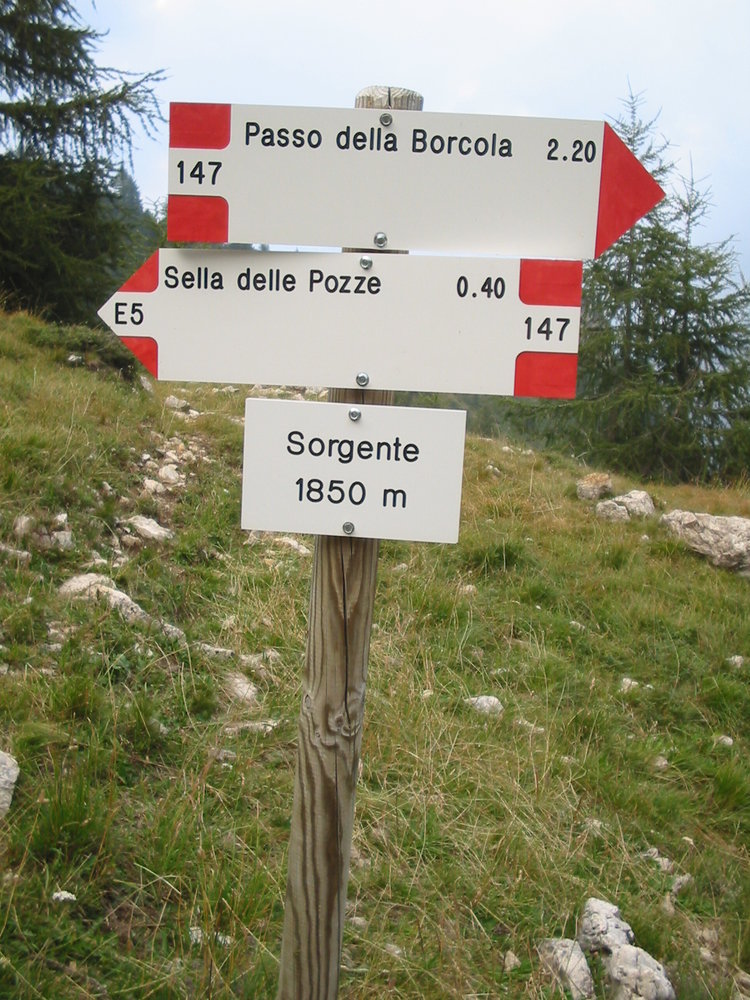 Passo della Borcola 2.20
147
Sella delle Pozze 0.40
E5 147
Sorgente
1850 m